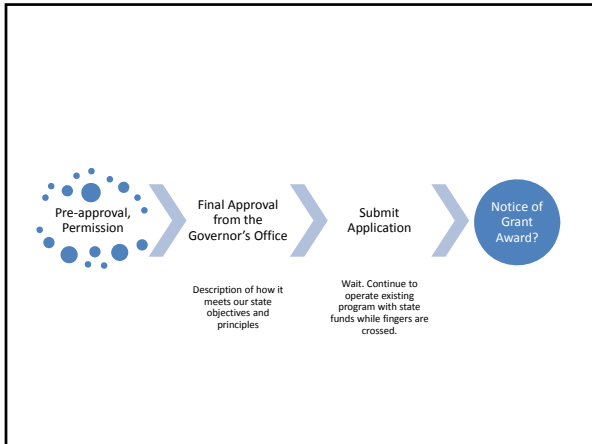 Pre-approval,
Permission
Final Approval
from the
Governor’s Office
Description of how it
meets our state
objectives and
principles
Submit
Application
Wait. Continue to
operate existing
program with state
funds while fingers are
crossed.
Notice of
Grant
Award?